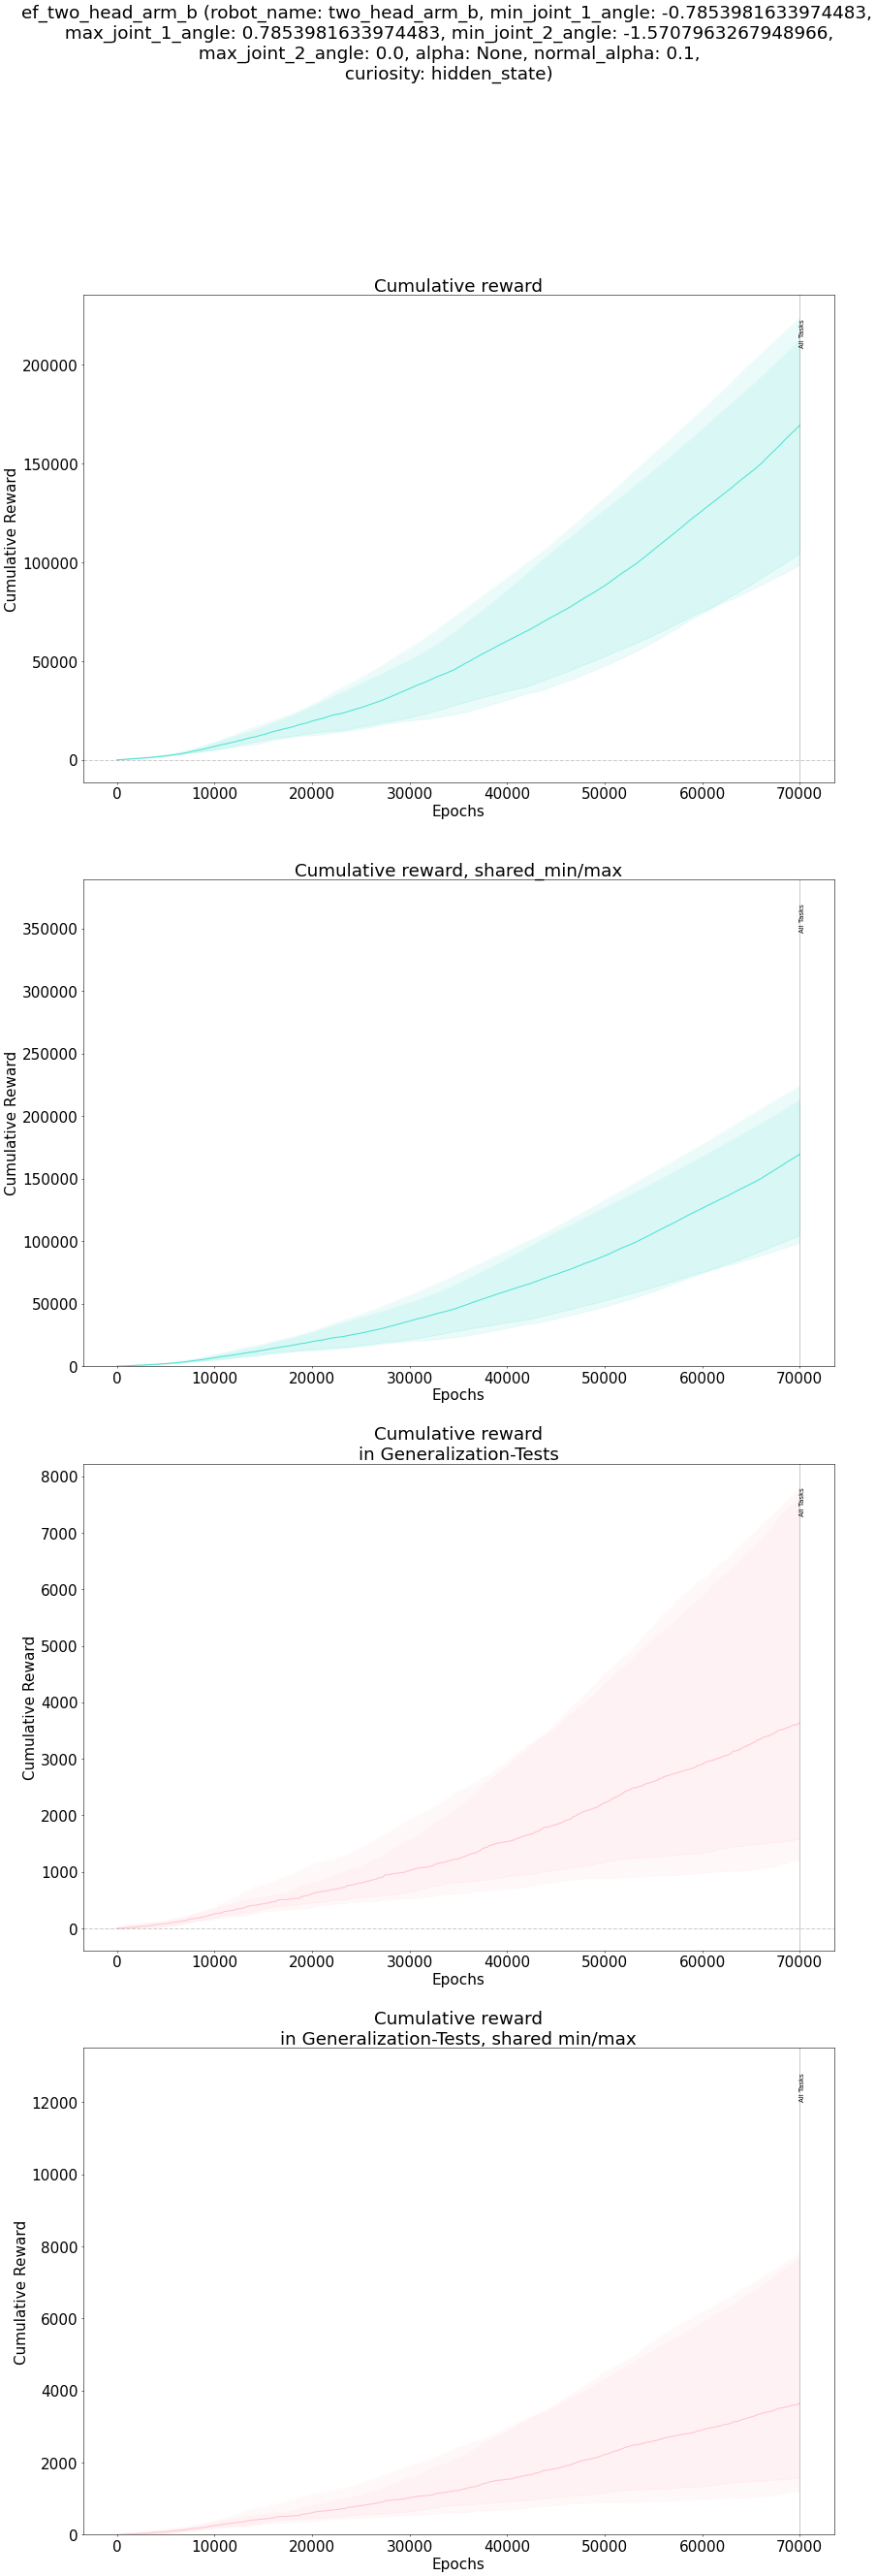 ef_two_head_arm_b (robot_name: two_head_arm_b, min_joint_1_angle: -0.7853981633974483,
max_joint_1_angle: 0.7853981633974483, min_joint_2_angle: -1.5707963267948966,
max_joint_2_angle: 0.0, alpha: None, normal_alpha: 0.1,
curiosity: hidden_state)
Cumulative reward
All Tasks
200000
150000
100000
50000
0
Cumulative Reward
0 10000 20000 30000 40000 50000 60000 70000
Epochs
Cumulative reward, shared_min/max
All Tasks
350000
300000
250000
200000
150000
100000
50000
0
Cumulative Reward
0 10000 20000 30000 40000 50000 60000 70000
Epochs
Cumulative reward
in Generalization-Tests
All Tasks
8000
7000
6000
5000
4000
3000
2000
1000
0
Cumulative Reward
0 10000 20000 30000 40000 50000 60000 70000
Epochs
Cumulative reward
in Generalization-Tests, shared min/max
All Tasks
12000
10000
8000
6000
4000
2000
0
Cumulative Reward
0 10000 20000 30000 40000 50000 60000 70000
Epochs